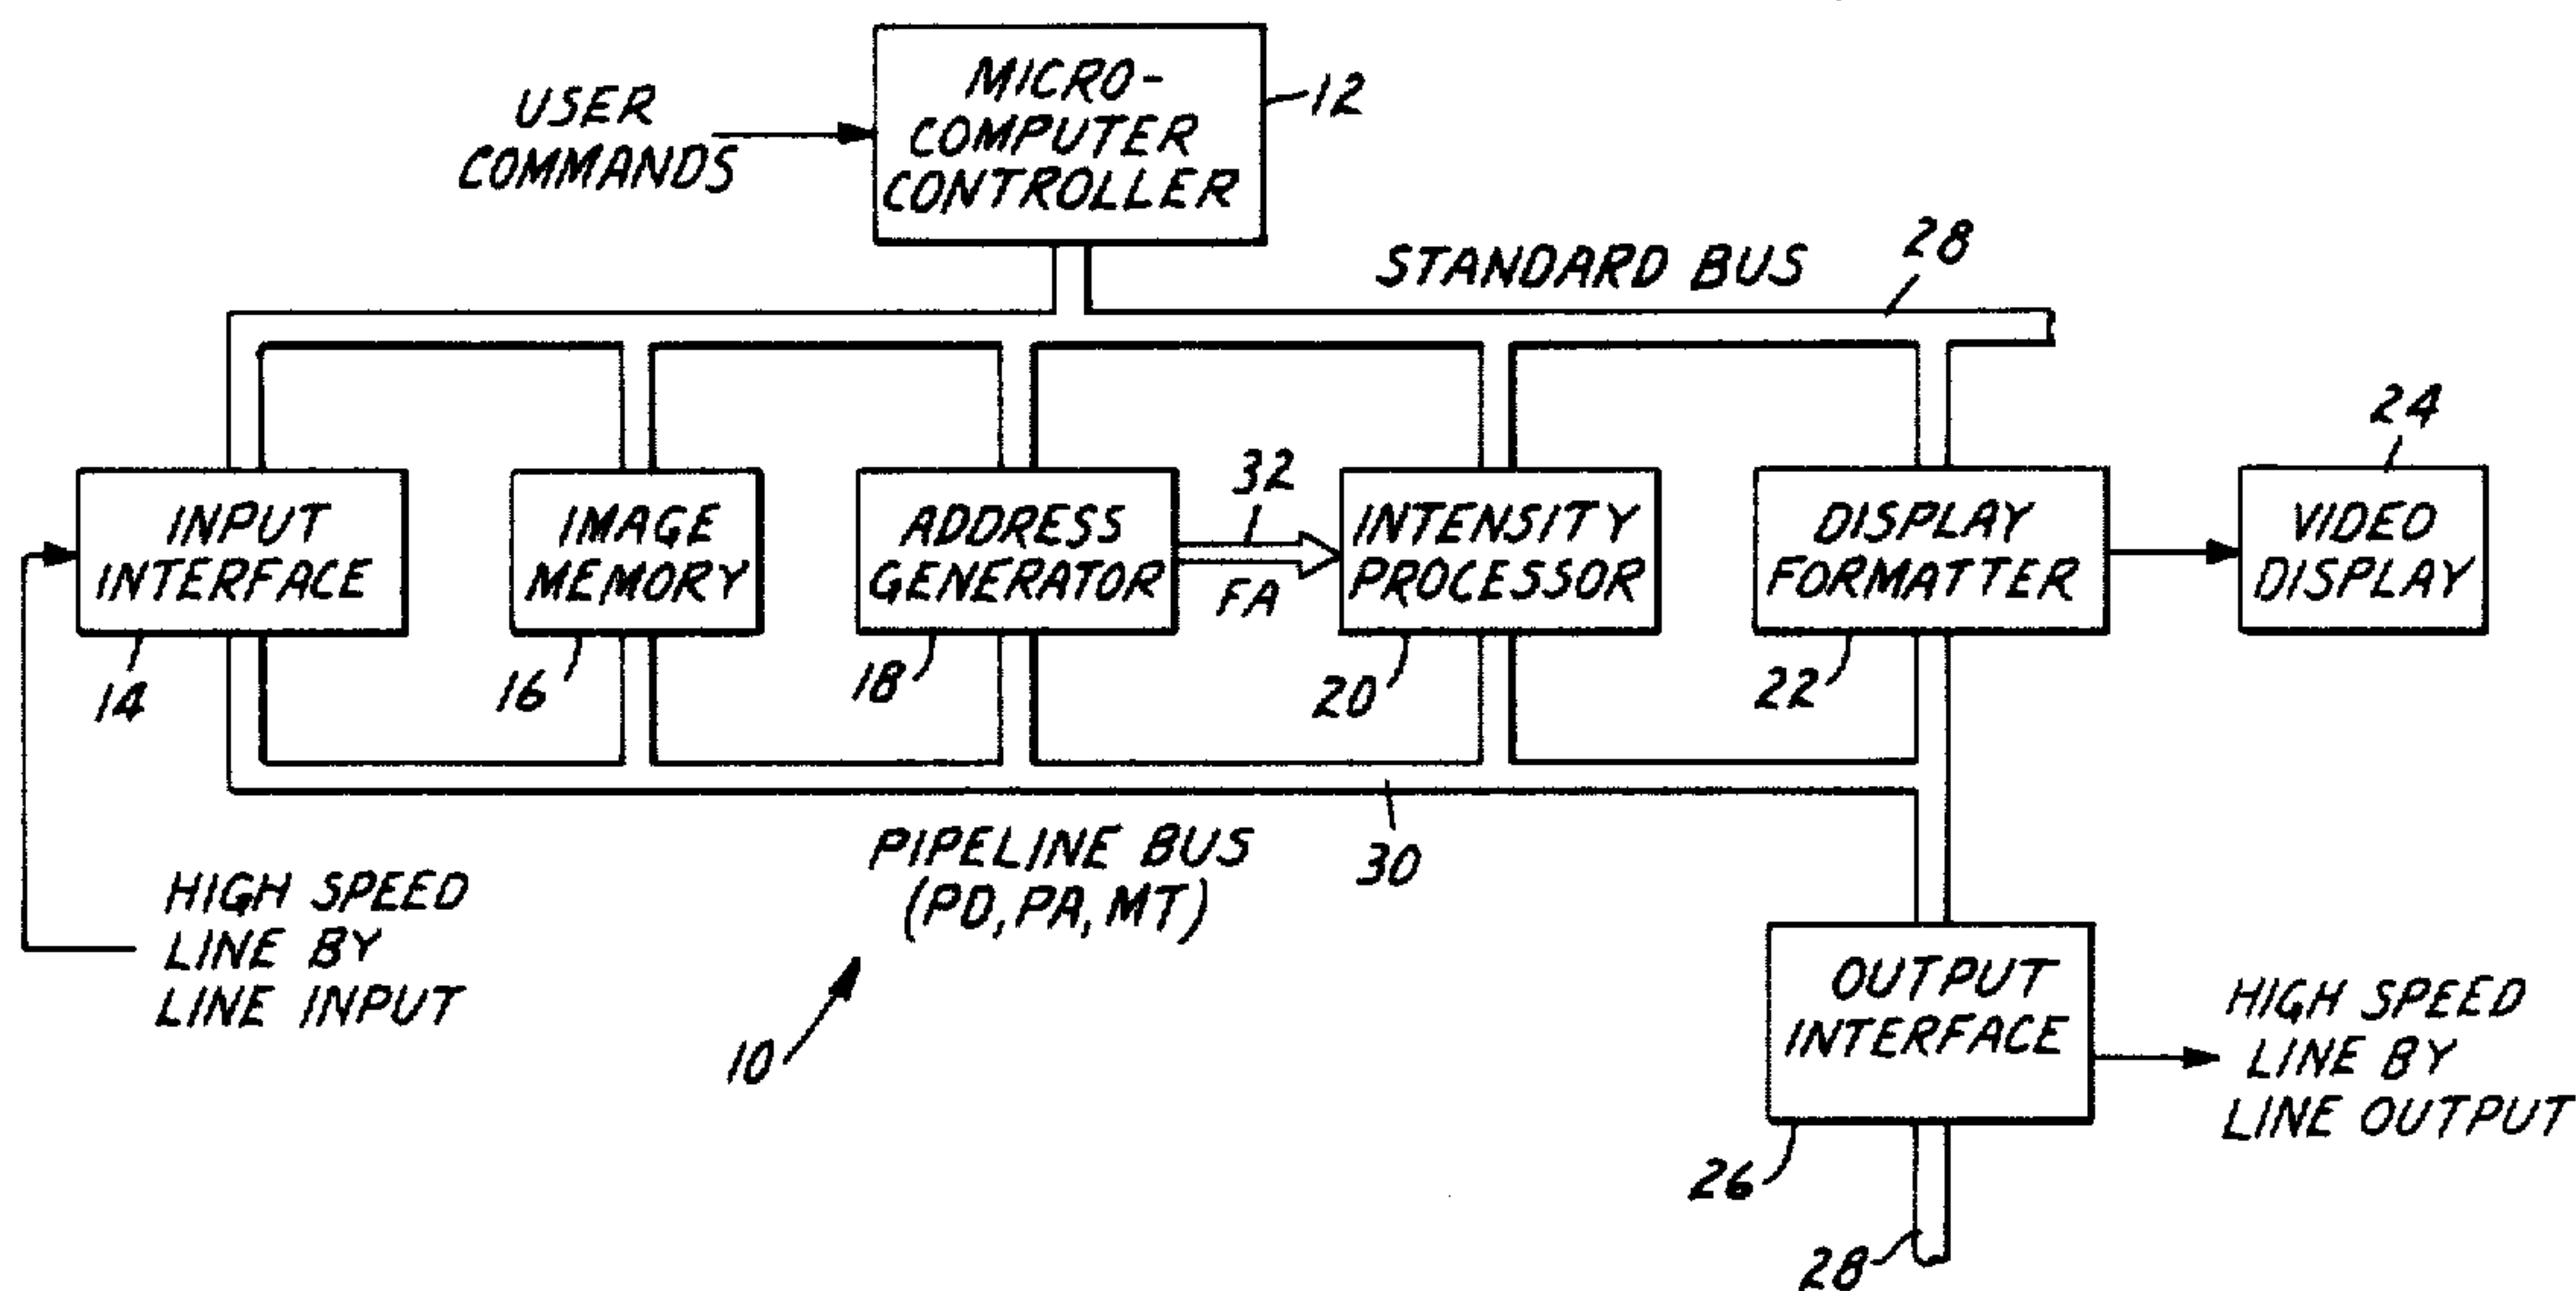 MICRO-
COMPUTER
CONTROLLER
12
USER
COMMANDS
STANDARD BUS
28
24
INPUT
INTERFACE
14
IMAGE
MEMORY
16
ADDRESS
GENERATOR
18
32
FA
INTENSITY
PROCESSOR
20
DISPLAY
FORMATTER
22
VIDEO
DISPLAY
PIPELINE BUS
(PD, PA, MT)
30
HIGH SPEED
LINE BY
LINE INPUT
10
OUTPUT
INTERFACE
26
HIGH SPEED
LINE BY
LINE OUTPUT
28